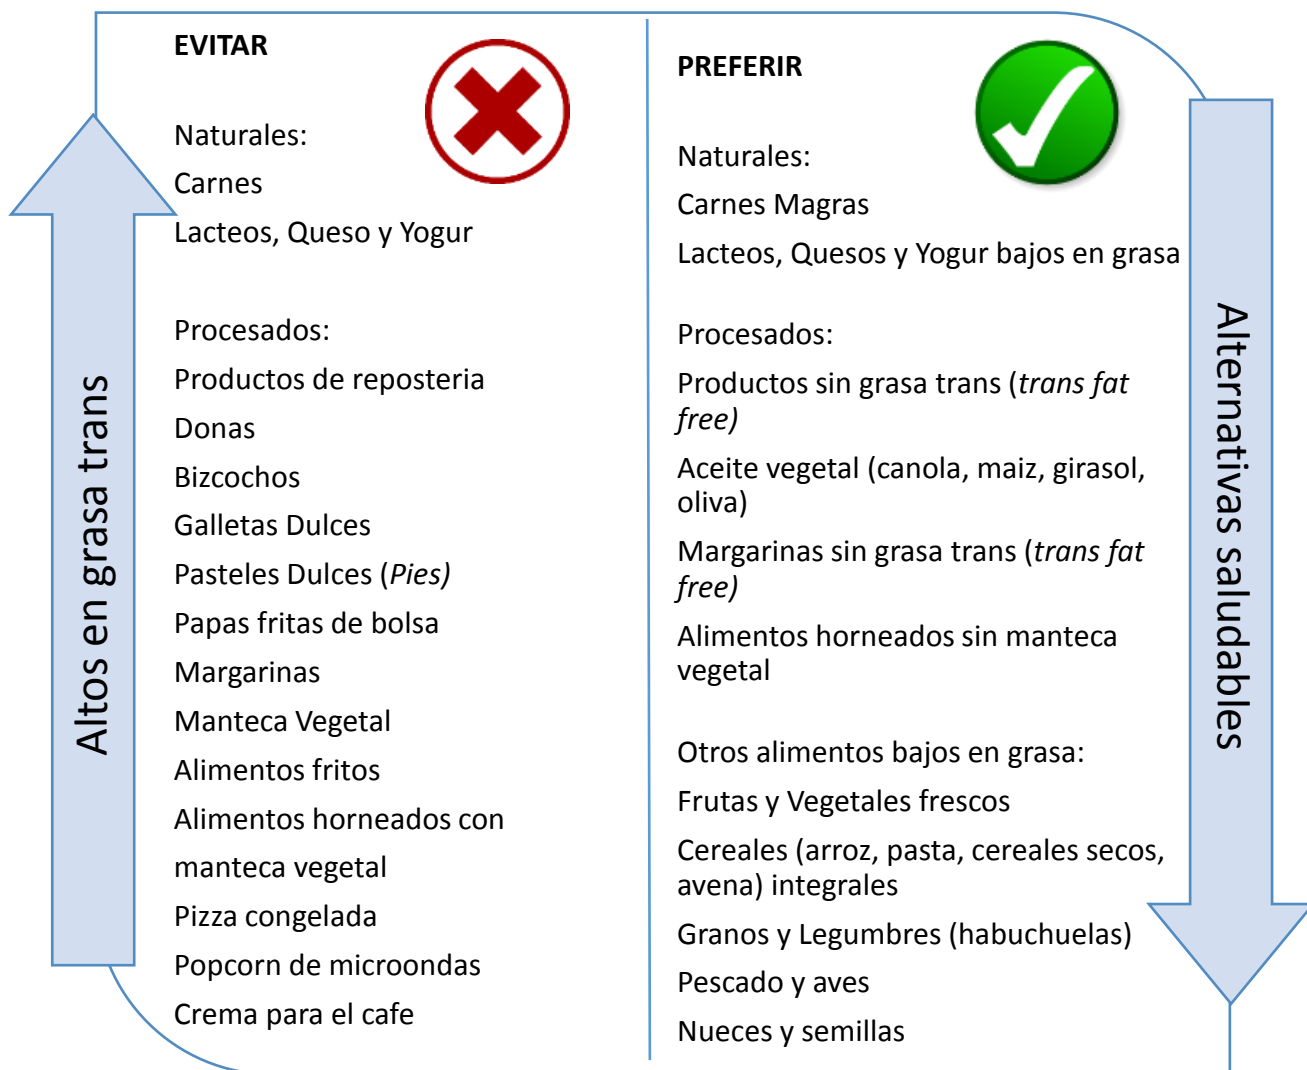 Altos en grasa trans
EVITAR
Naturales:
Carnes
Lacteos, Queso y Yogur
Procesados:
Productos de reposteria
Donas
Bizcochos
Galletas Dulces
Pasteles Dulces (Pies)
Papas fritas de bolsa
Margarinas
Manteca Vegetal
Alimentos fritos
Alimentos horneados con
manteca vegetal
Pizza congelada
Popcorn de microondas
Crema para el cafe
PREFERIR
Naturales:
Carnes Magras
Lacteos, Quesos y Yogur bajos en grasa
Procesados:
Productos sin grasa trans (trans fat
free)
Aceite vegetal (canola, maiz, girasol,
oliva)
Margarinas sin grasa trans (trans fat
free)
Alimentos horneados sin manteca
vegetal
Otros alimentos bajos en grasa:
Frutas y Vegetales frescos
Cereales (arroz, pasta, cereales secos,
avena) integrales
Granos y Legumbres (habuchuelas)
Pescado y aves
Nueces y semillas
Alternativas saludables